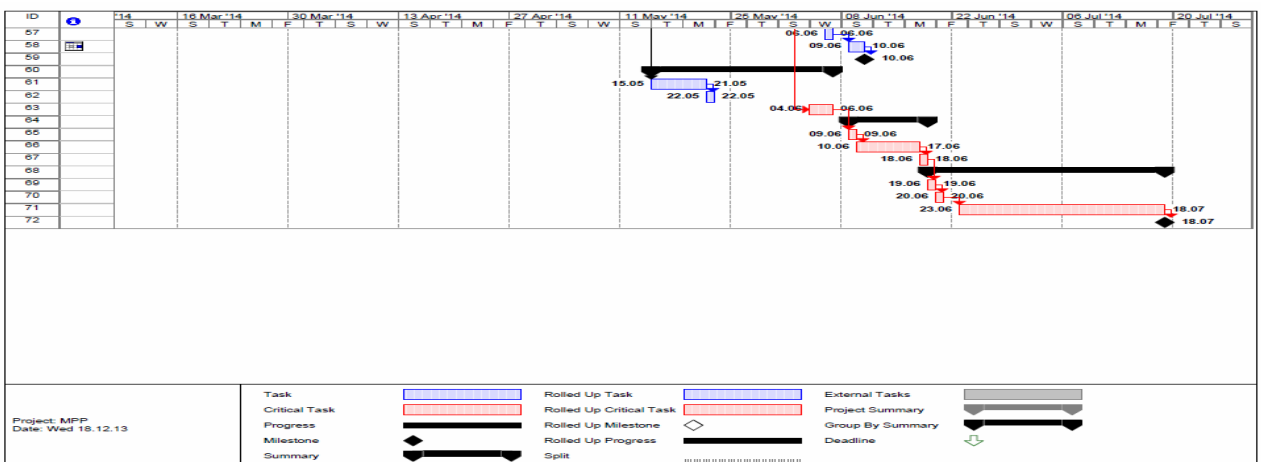 ID '14 16 Mar '14 30 Mar '14 13 Apr '14 27 Apr '14 11 May '14 25 May '14 08 Jun '14 22 Jun '14 06 Jul '14 20 Jul '14
S W S T M F T S W S T M F T S W S T M F T S W S T M F T S W S T M F T S
57 06.06 06.06
58 09.06 10.06
59 10.06
60
61 15.05 21.05
62 22.05 22.05
63 04.06 06.06
64
65 09.06 09.06
66 10.06 17.06
67 18.06 18.06
68
69 19.06 19.06
70 20.06 20.06
71 23.06 18.07
72 18.07
Project: MPP
Date: Wed 18.12.13
Task Rolled Up Task External Tasks
Critical Task Rolled Up Critical Task Project Summary
Progress Rolled Up Milestone Group By Summary
Milestone Rolled Up Progress Deadline
Summary Split